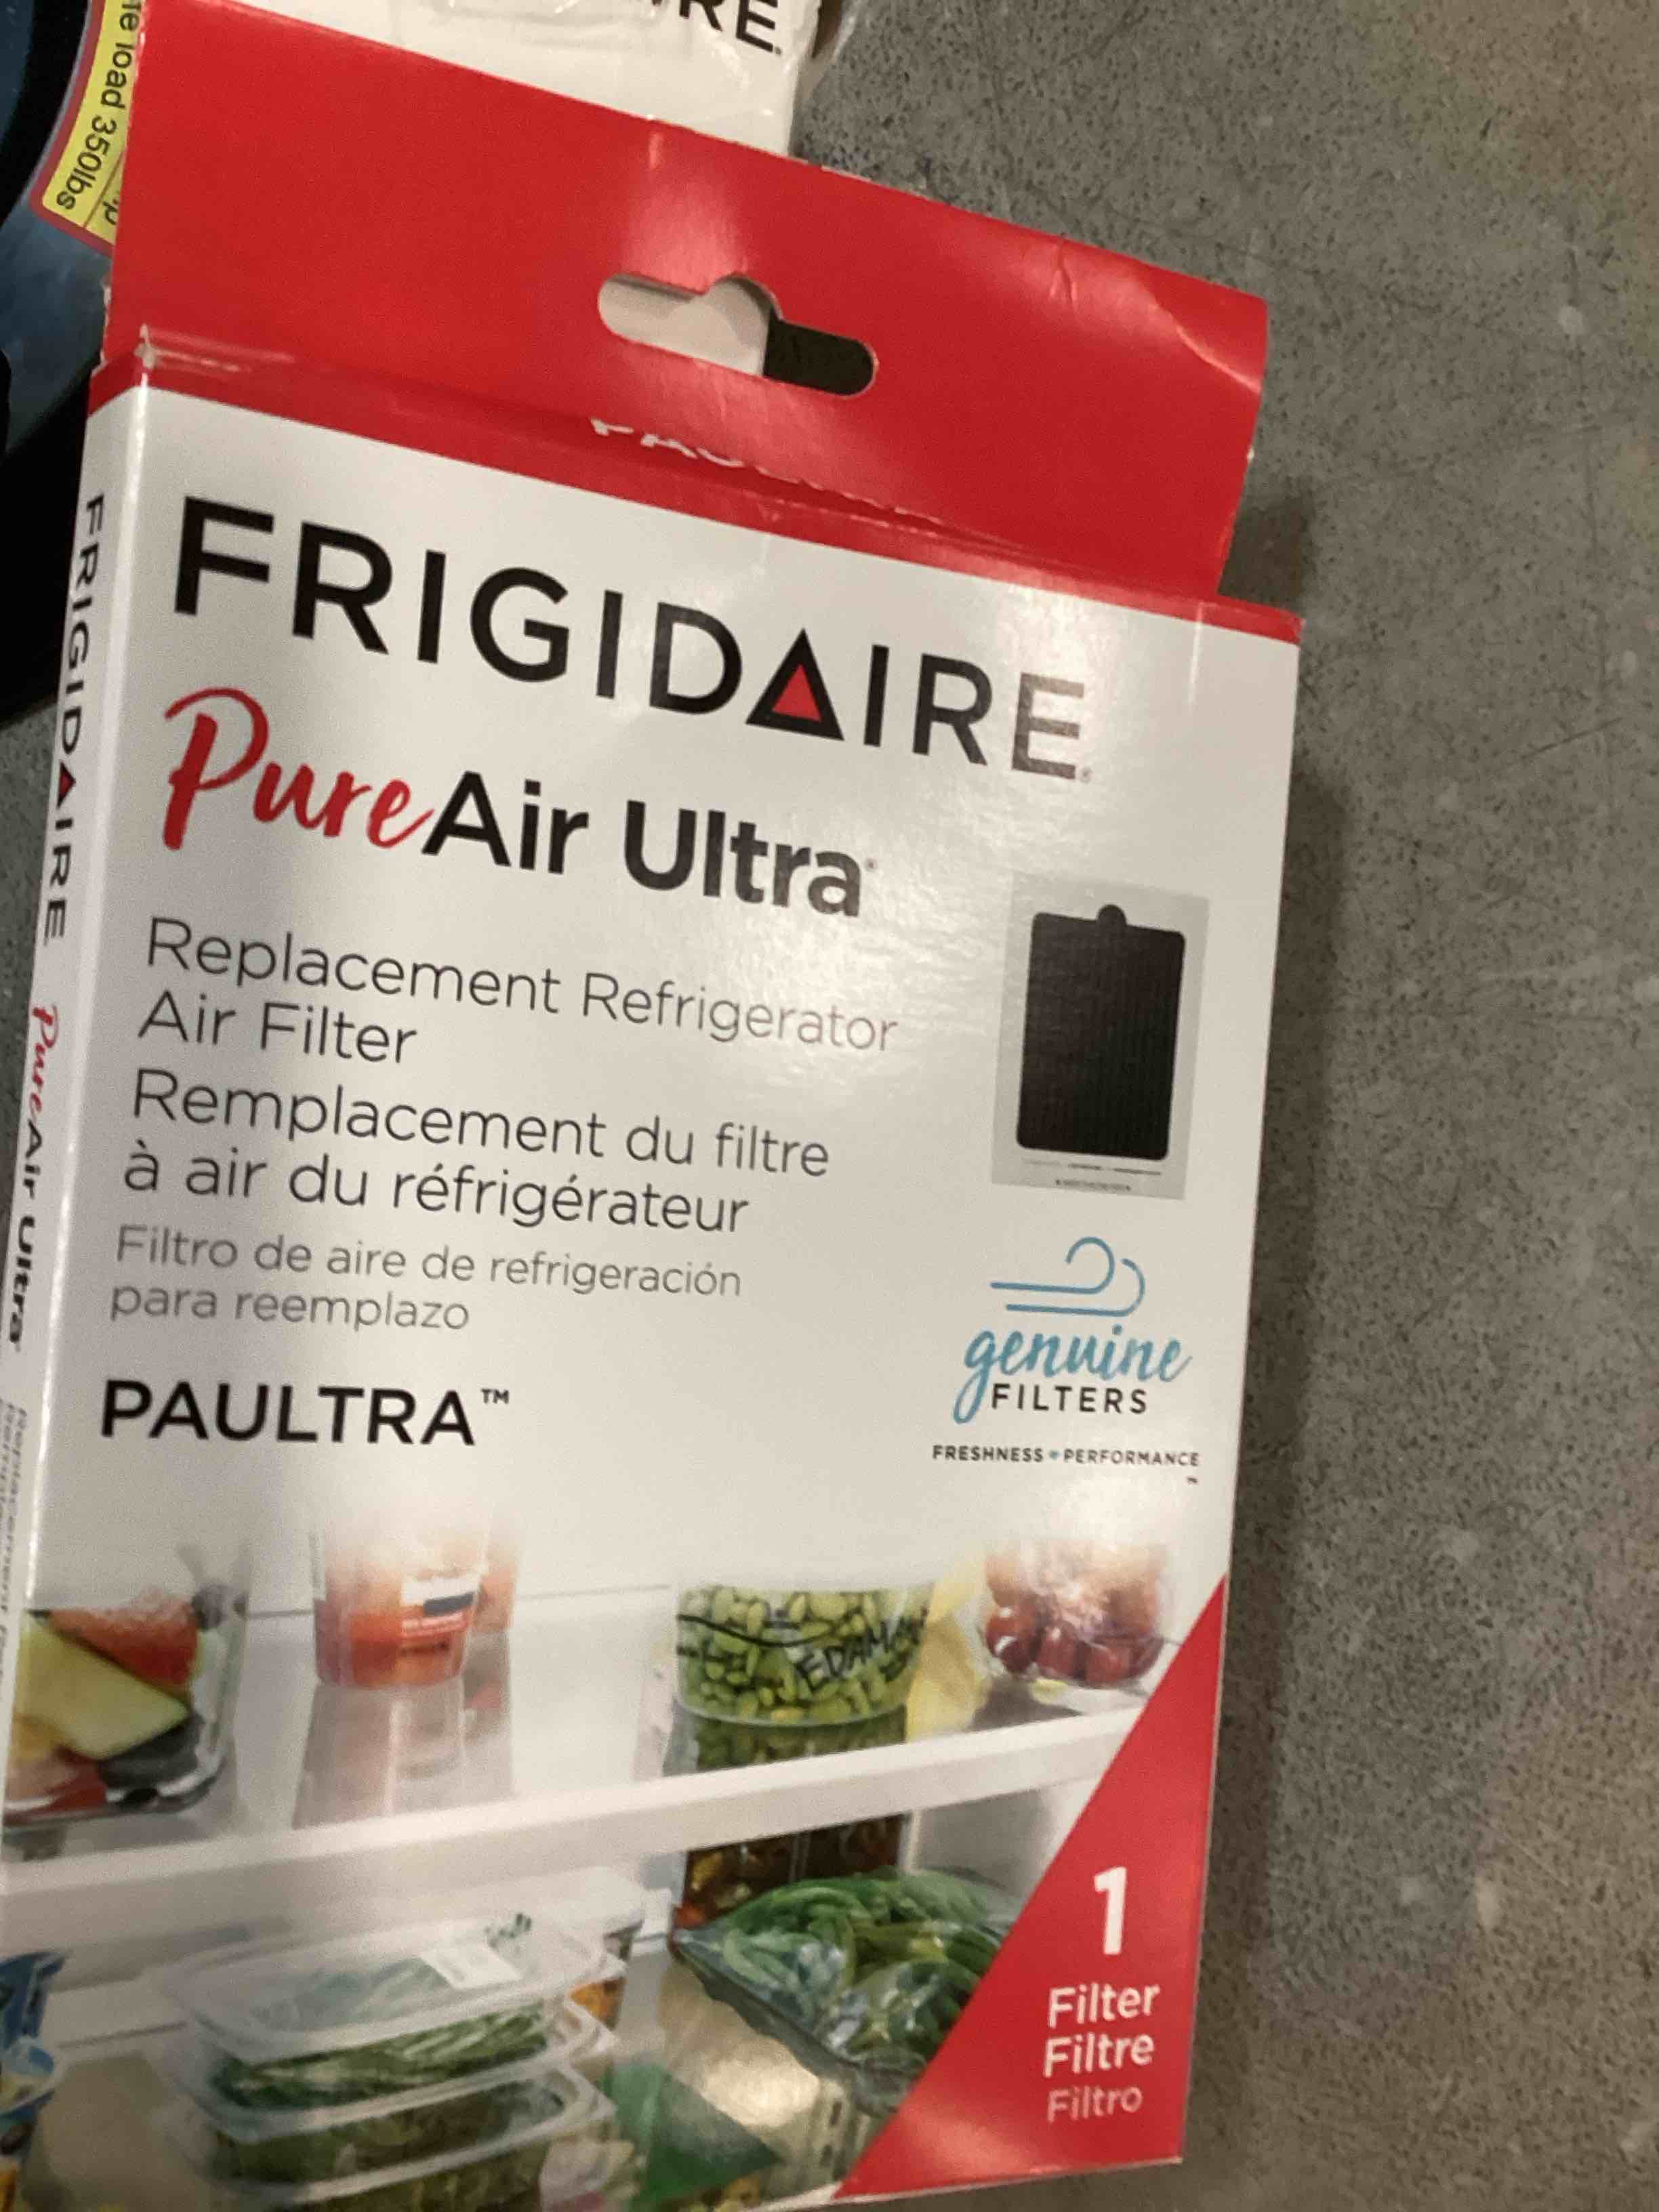 RE
load 350lbs
FRIGIDAIRE
PureAir Ultra
Replacement Refrigerator
Air Filter
Remplacement du filtre
à air du réfrigérateur
Filtro de aire de refrigeración
para reemplazo
PAULTRA™
genuine
FILTERS
FRESHNESS • PERFORMANCE
EDAM
1
Filter
Filtre
Filtro
FRIGIDAIRE PureAir Ultra